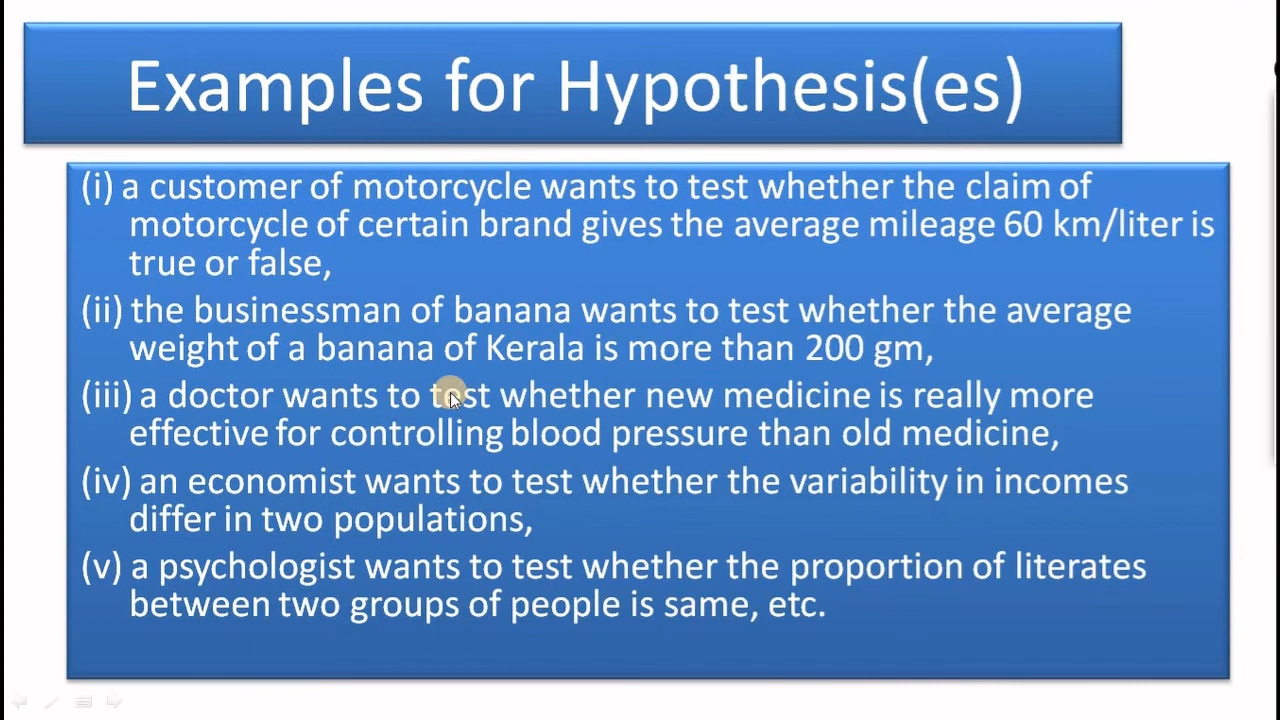 Examples for Hypothesis(es)
(i) a customer of motorcycle wants to test whether the claim of
motorcycle of certain brand gives the average mileage 60 km/liter is
true or false,
(ii) the businessman of banana wants to test whether the average
weight of a banana of Kerala is more than 200 gm,
(iii) a doctor wants to test whether new medicine is really more
effective for controlling blood pressure than old medicine,
(iv) an economist wants to test whether the variability in incomes
differ in two populations,
(v) a psychologist wants to test whether the proportion of literates
between two groups of people is same, etc.